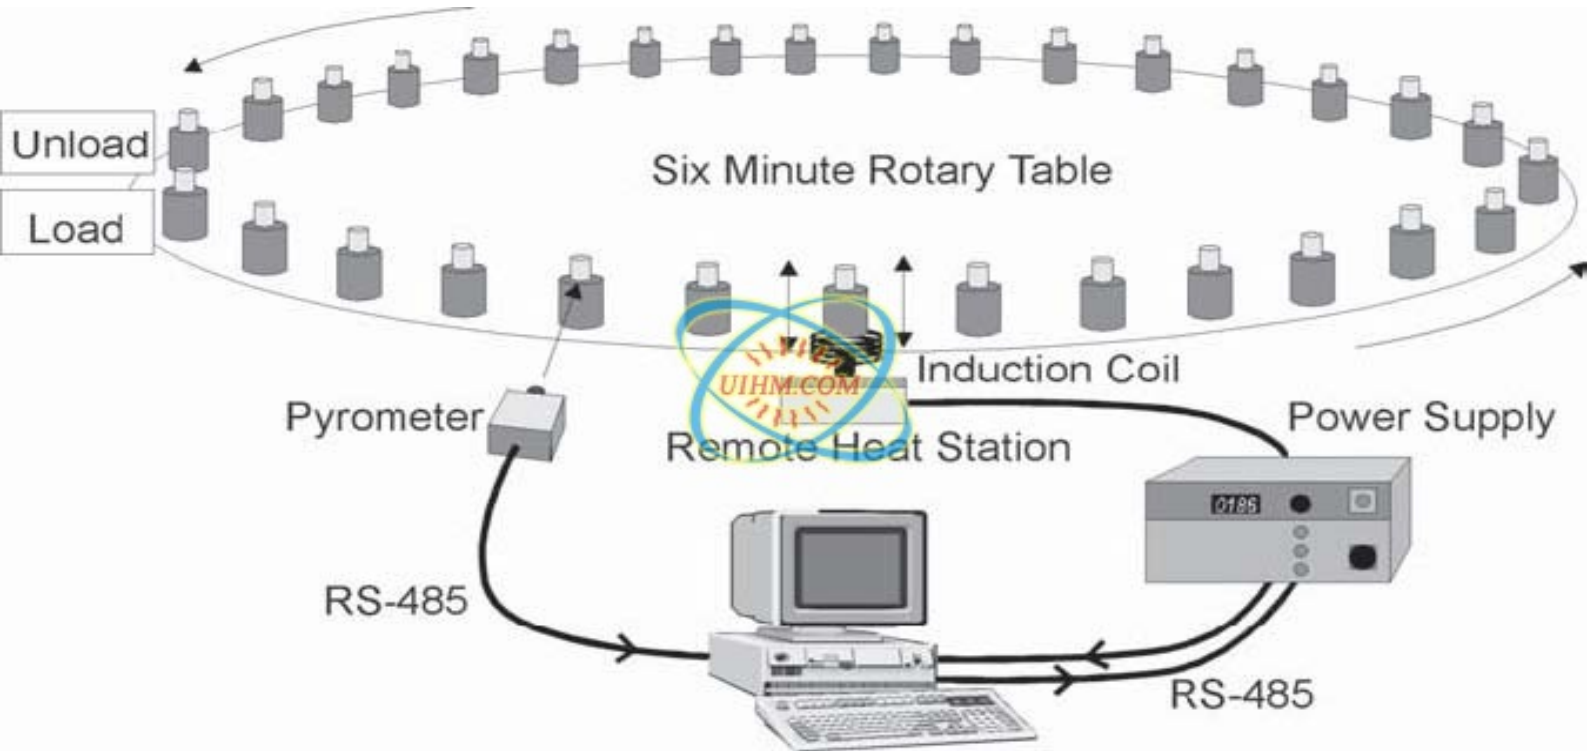 Unload
Load
Six Minute Rotary Table
Induction Coil
Pyrometer
UIHM.COM
Power Supply
Remote Heat Station
0186
RS-485
RS-485